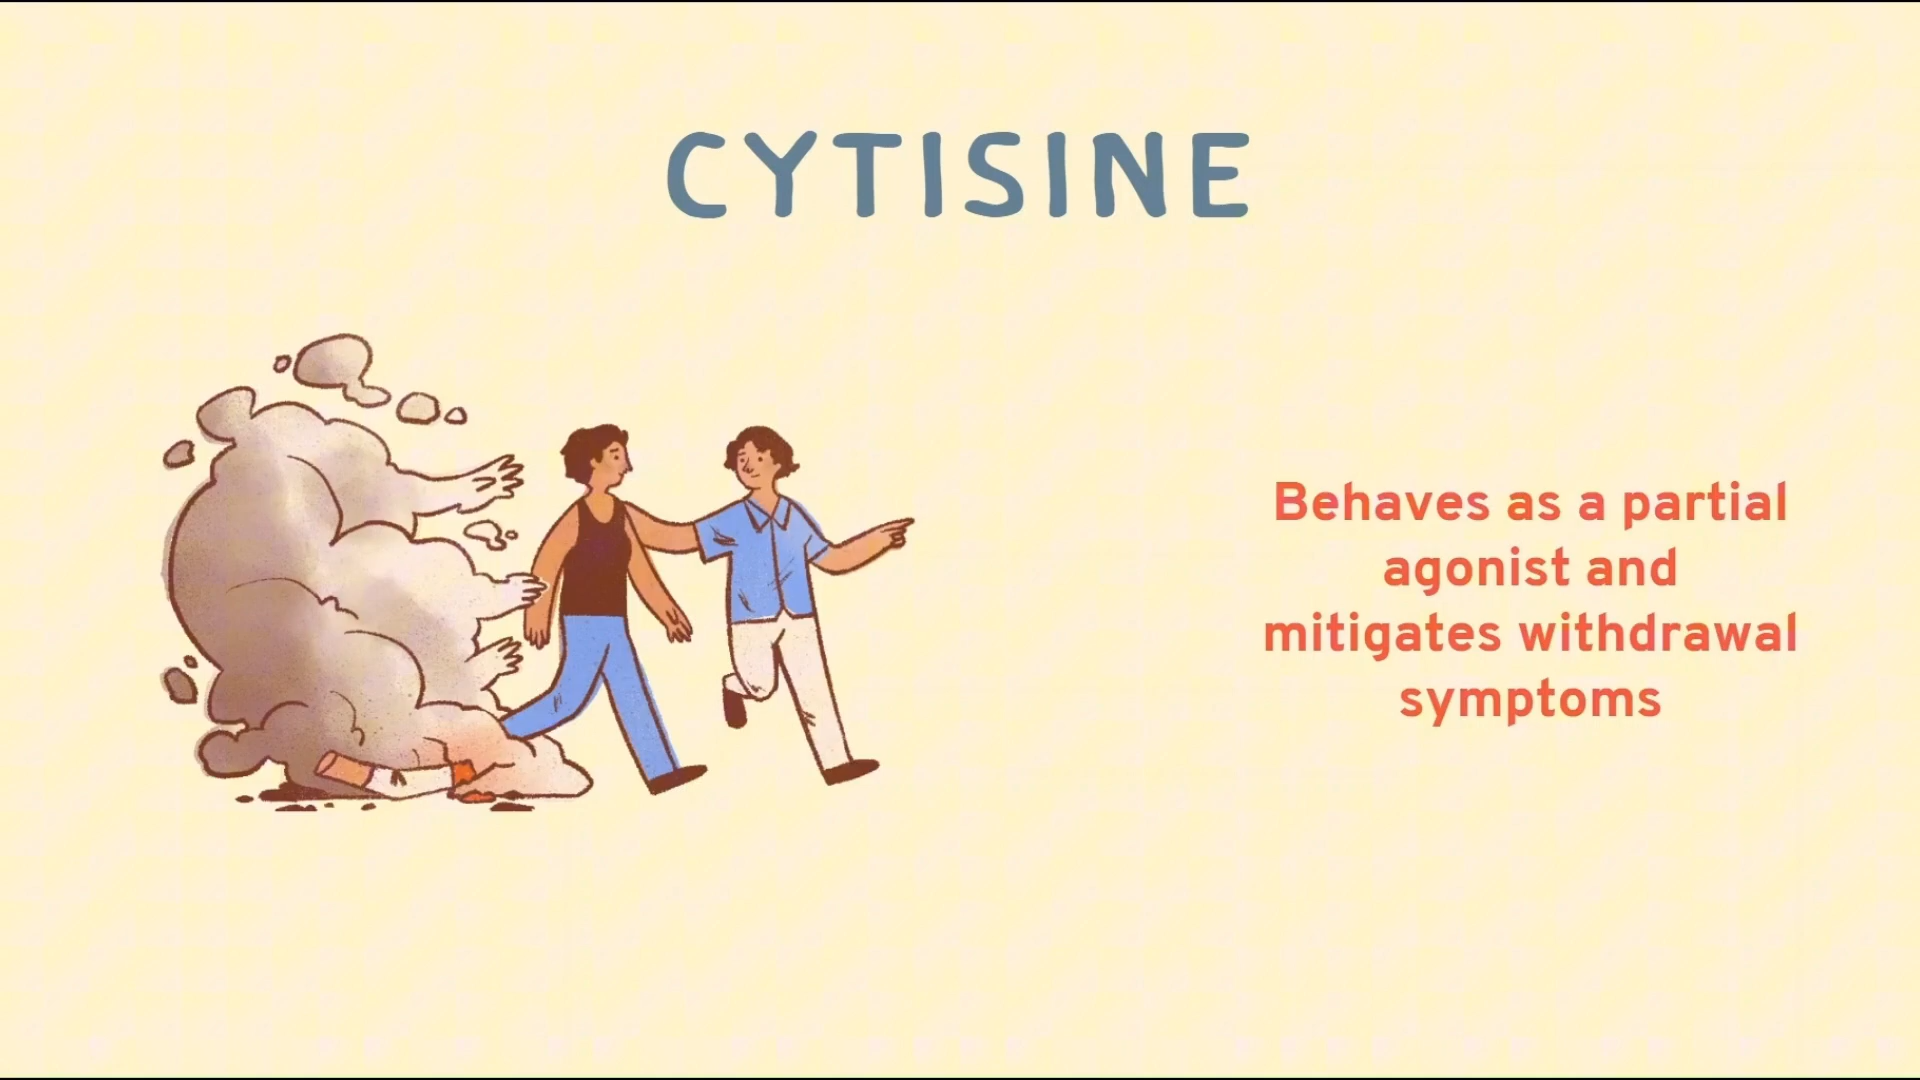 CYTISINE
Behaves as a partial
agonist and
mitigates withdrawal
symptoms